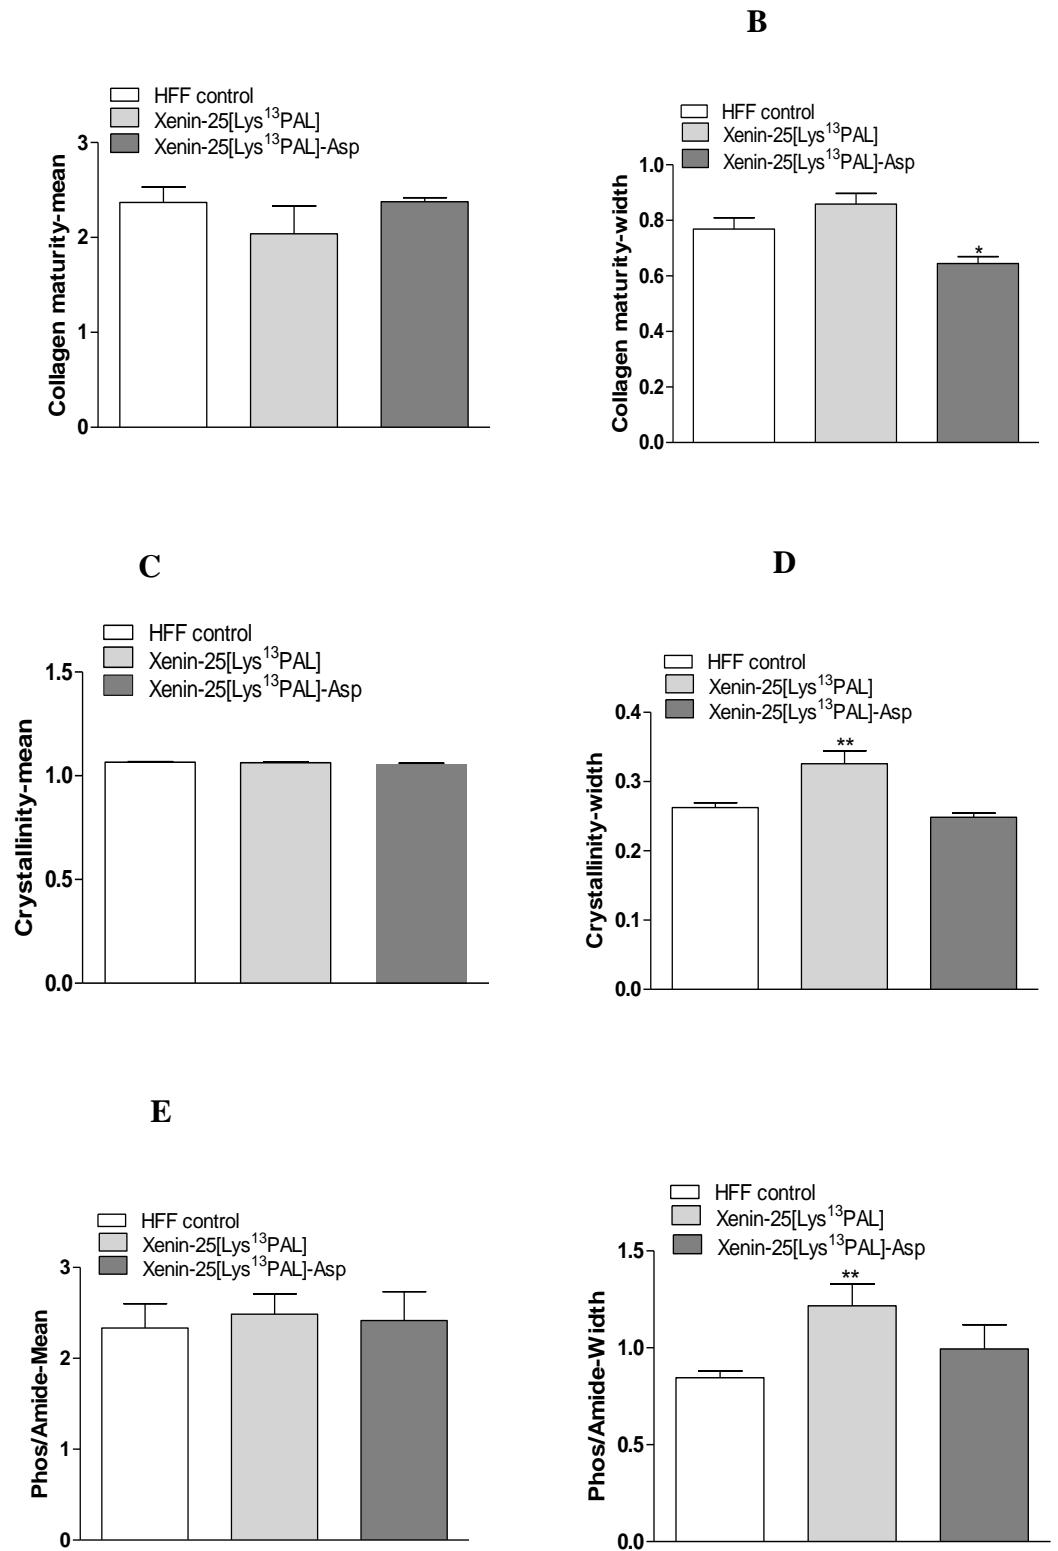 B
HFF control
Xenin-25[Lys¹³PAL]
Xenin-25[Lys¹³PAL]-Asp
3
2
1
0
Collagen maturity-mean
HFF control
Xenin-25[Lys¹³PAL]
Xenin-25[Lys¹³PAL]-Asp
1.0
0.8
0.6
0.4
0.2
0.0
Collagen maturity-width
*
C
D
HFF control
Xenin-25[Lys¹³PAL]
Xenin-25[Lys¹³PAL]-Asp
1.5
1.0
0.5
0.0
Crystallinity-mean
HFF control
Xenin-25[Lys¹³PAL]
Xenin-25[Lys¹³PAL]-Asp
0.4
0.3
0.2
0.1
0.0
Crystallinity-width
**
E
HFF control
Xenin-25[Lys¹³PAL]
Xenin-25[Lys¹³PAL]-Asp
3
2
1
0
Phos/Amide-Mean
HFF control
Xenin-25[Lys¹³PAL]
Xenin-25[Lys¹³PAL]-Asp
1.5
1.0
0.5
0.0
Phos/Amide-Width
**